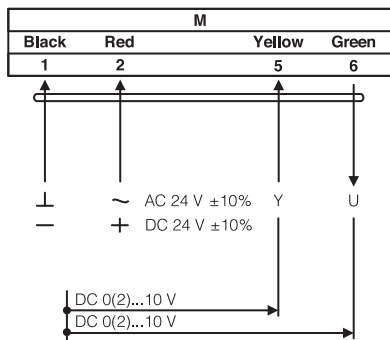 M
Black Red Yellow Green
1 2 5 6
⊥ ~ AC 24 V ±10% Y U
− + DC 24 V ±10%
DC 0(2)...10 V
DC 0(2)...10 V